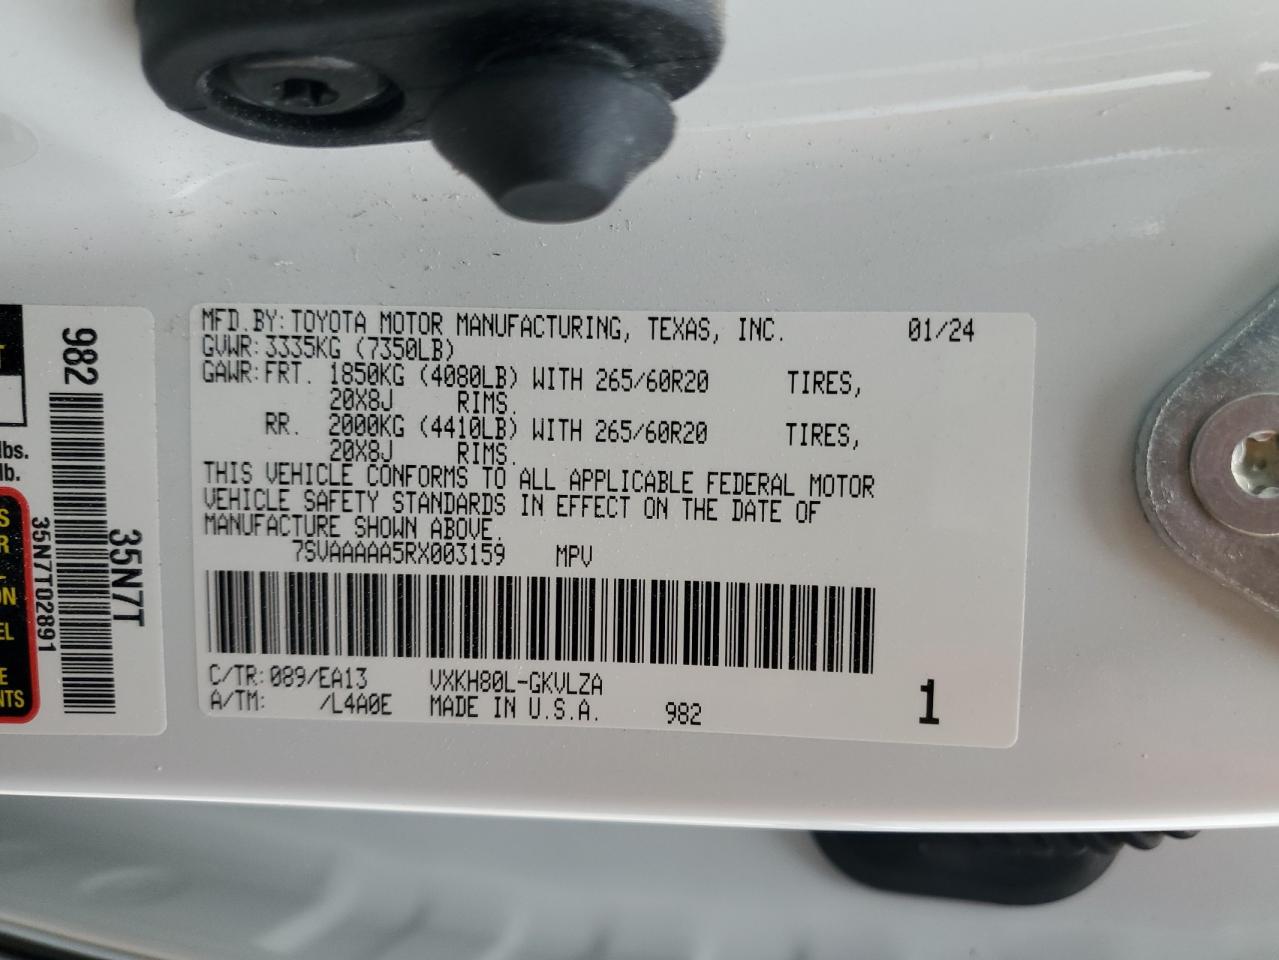 MFD.BY:TOYOTA MOTOR MANUFACTURING, TEXAS, INC. 01/24
GVWR:3335KG (7350LB)
GAWR:FRT. 1850KG (4080LB) WITH 265/60R20 TIRES,
20X8J RIMS.
RR. 2000KG (4410LB) WITH 265/60R20 TIRES,
20X8J RIMS.
THIS VEHICLE CONFORMS TO ALL APPLICABLE FEDERAL MOTOR
VEHICLE SAFETY STANDARDS IN EFFECT ON THE DATE OF
MANUFACTURE SHOWN ABOVE.
7SVAAAAA5RX003159 MPV
C/TR:089/EA13 VXKH80L-GKVLZA
A/TM: /L4A0E MADE IN U.S.A. 982 1
982
35N7T
35N7T02891
lbs.
lb.